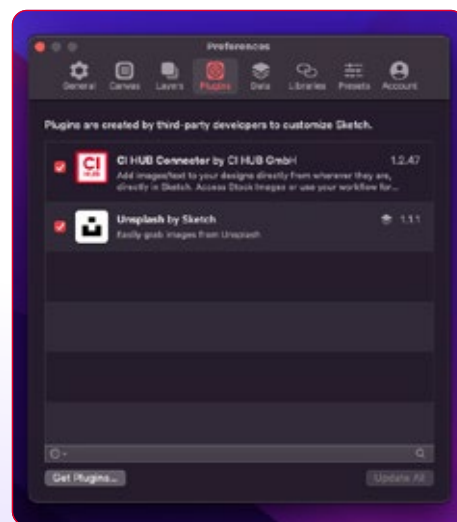 Preferences
General Canvas Layers Plugins Data Libraries Presets Account
Plugins are created by third-party developers to customize Sketch.
CI HUB
CI HUB Connector by CI HUB GmbH 1.2.47
Add images/text to your designs directly from wherever they are,
directly in Sketch. Access Stock Images or use your workflow for...
Unsplash by Sketch 1.1.1
Easily grab images from Unsplash
Get Plugins... Update All